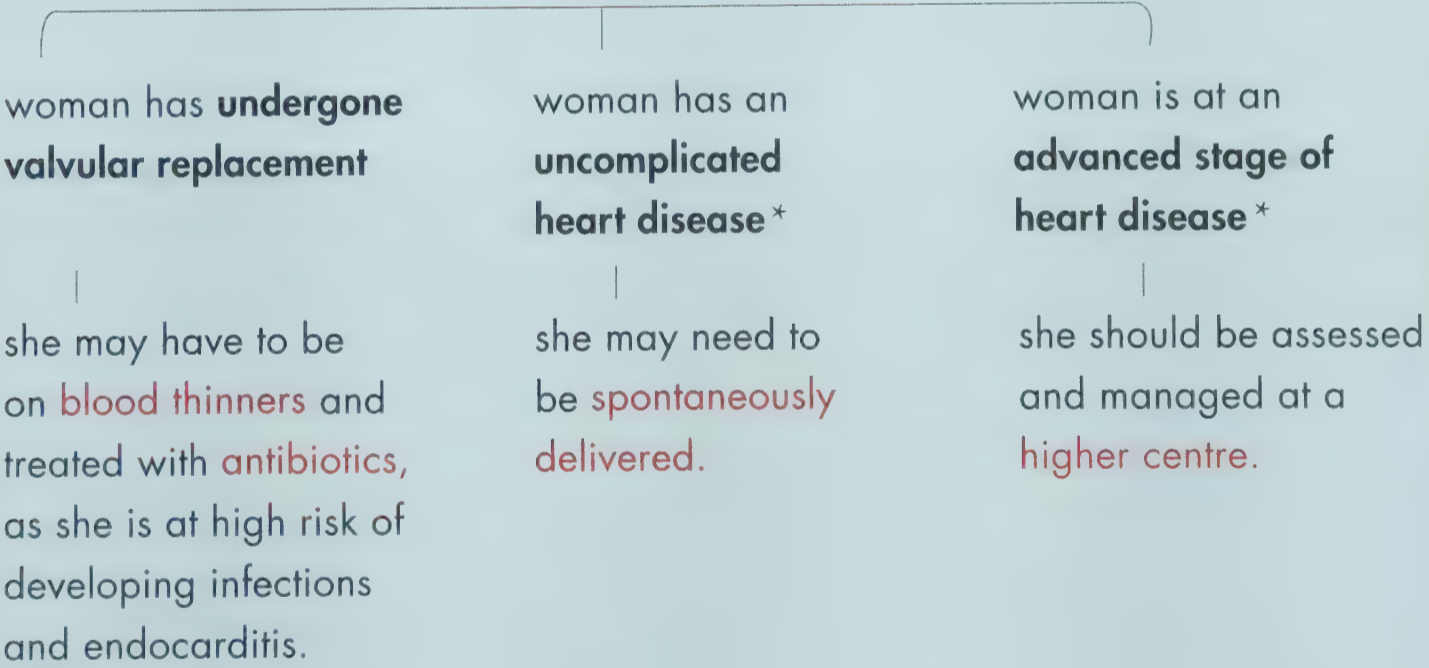 woman has undergone
valvular replacement
she may have to be
on blood thinners and
treated with antibiotics,
as she is at high risk of
developing infections
and endocarditis.
woman has an
uncomplicated
heart disease*
she may need to
be spontaneously
delivered.
woman is at an
advanced stage of
heart disease*
she should be assessed
and managed at a
higher centre.